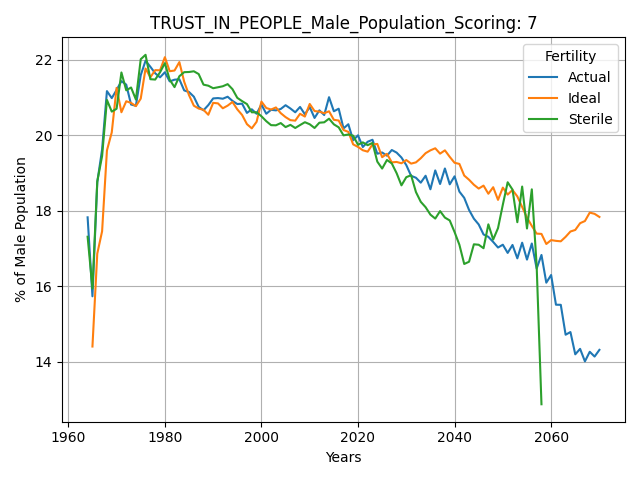 TRUST_IN_PEOPLE_Male_Population_Scoring: 7
Fertility
Actual
Ideal
Sterile
% of Male Population
22
20
18
16
14
1960 1980 2000 2020 2040 2060
Years